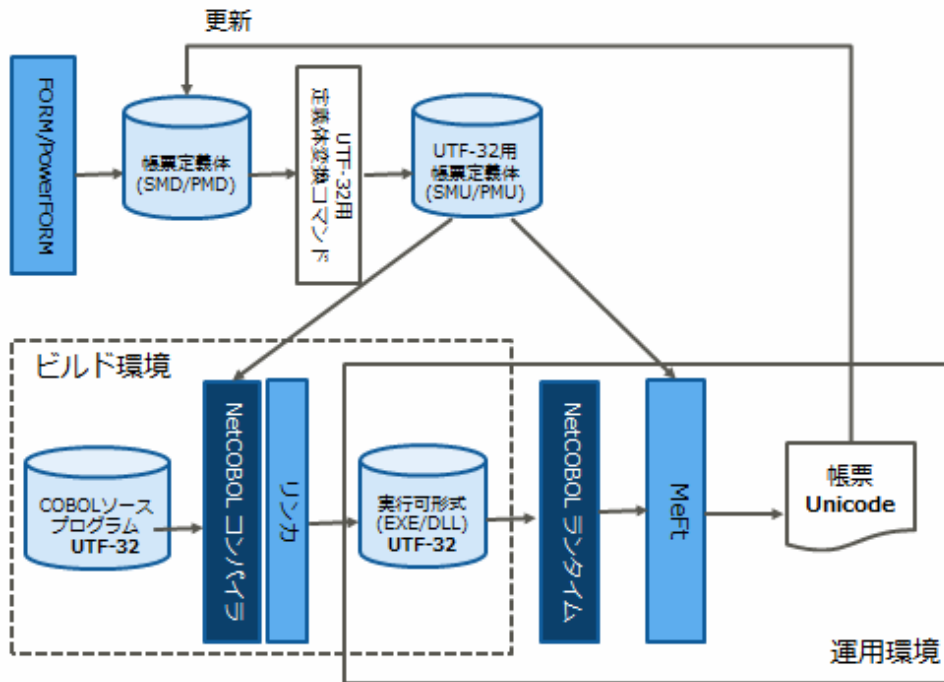 更新
FORM/PowerFORM
帳票定義体
(SMD/PMD)
UTF-32用
定義体変換コマンド
UTF-32用
帳票定義体
(SMU/PMU)
ビルド環境
COBOLソース
プログラム
UTF-32
NetCOBOL コンパイラ
リンカ
実行可形式
(EXE/DLL)
UTF-32
NetCOBOL ランタイム
MeFt
帳票
Unicode
運用環境